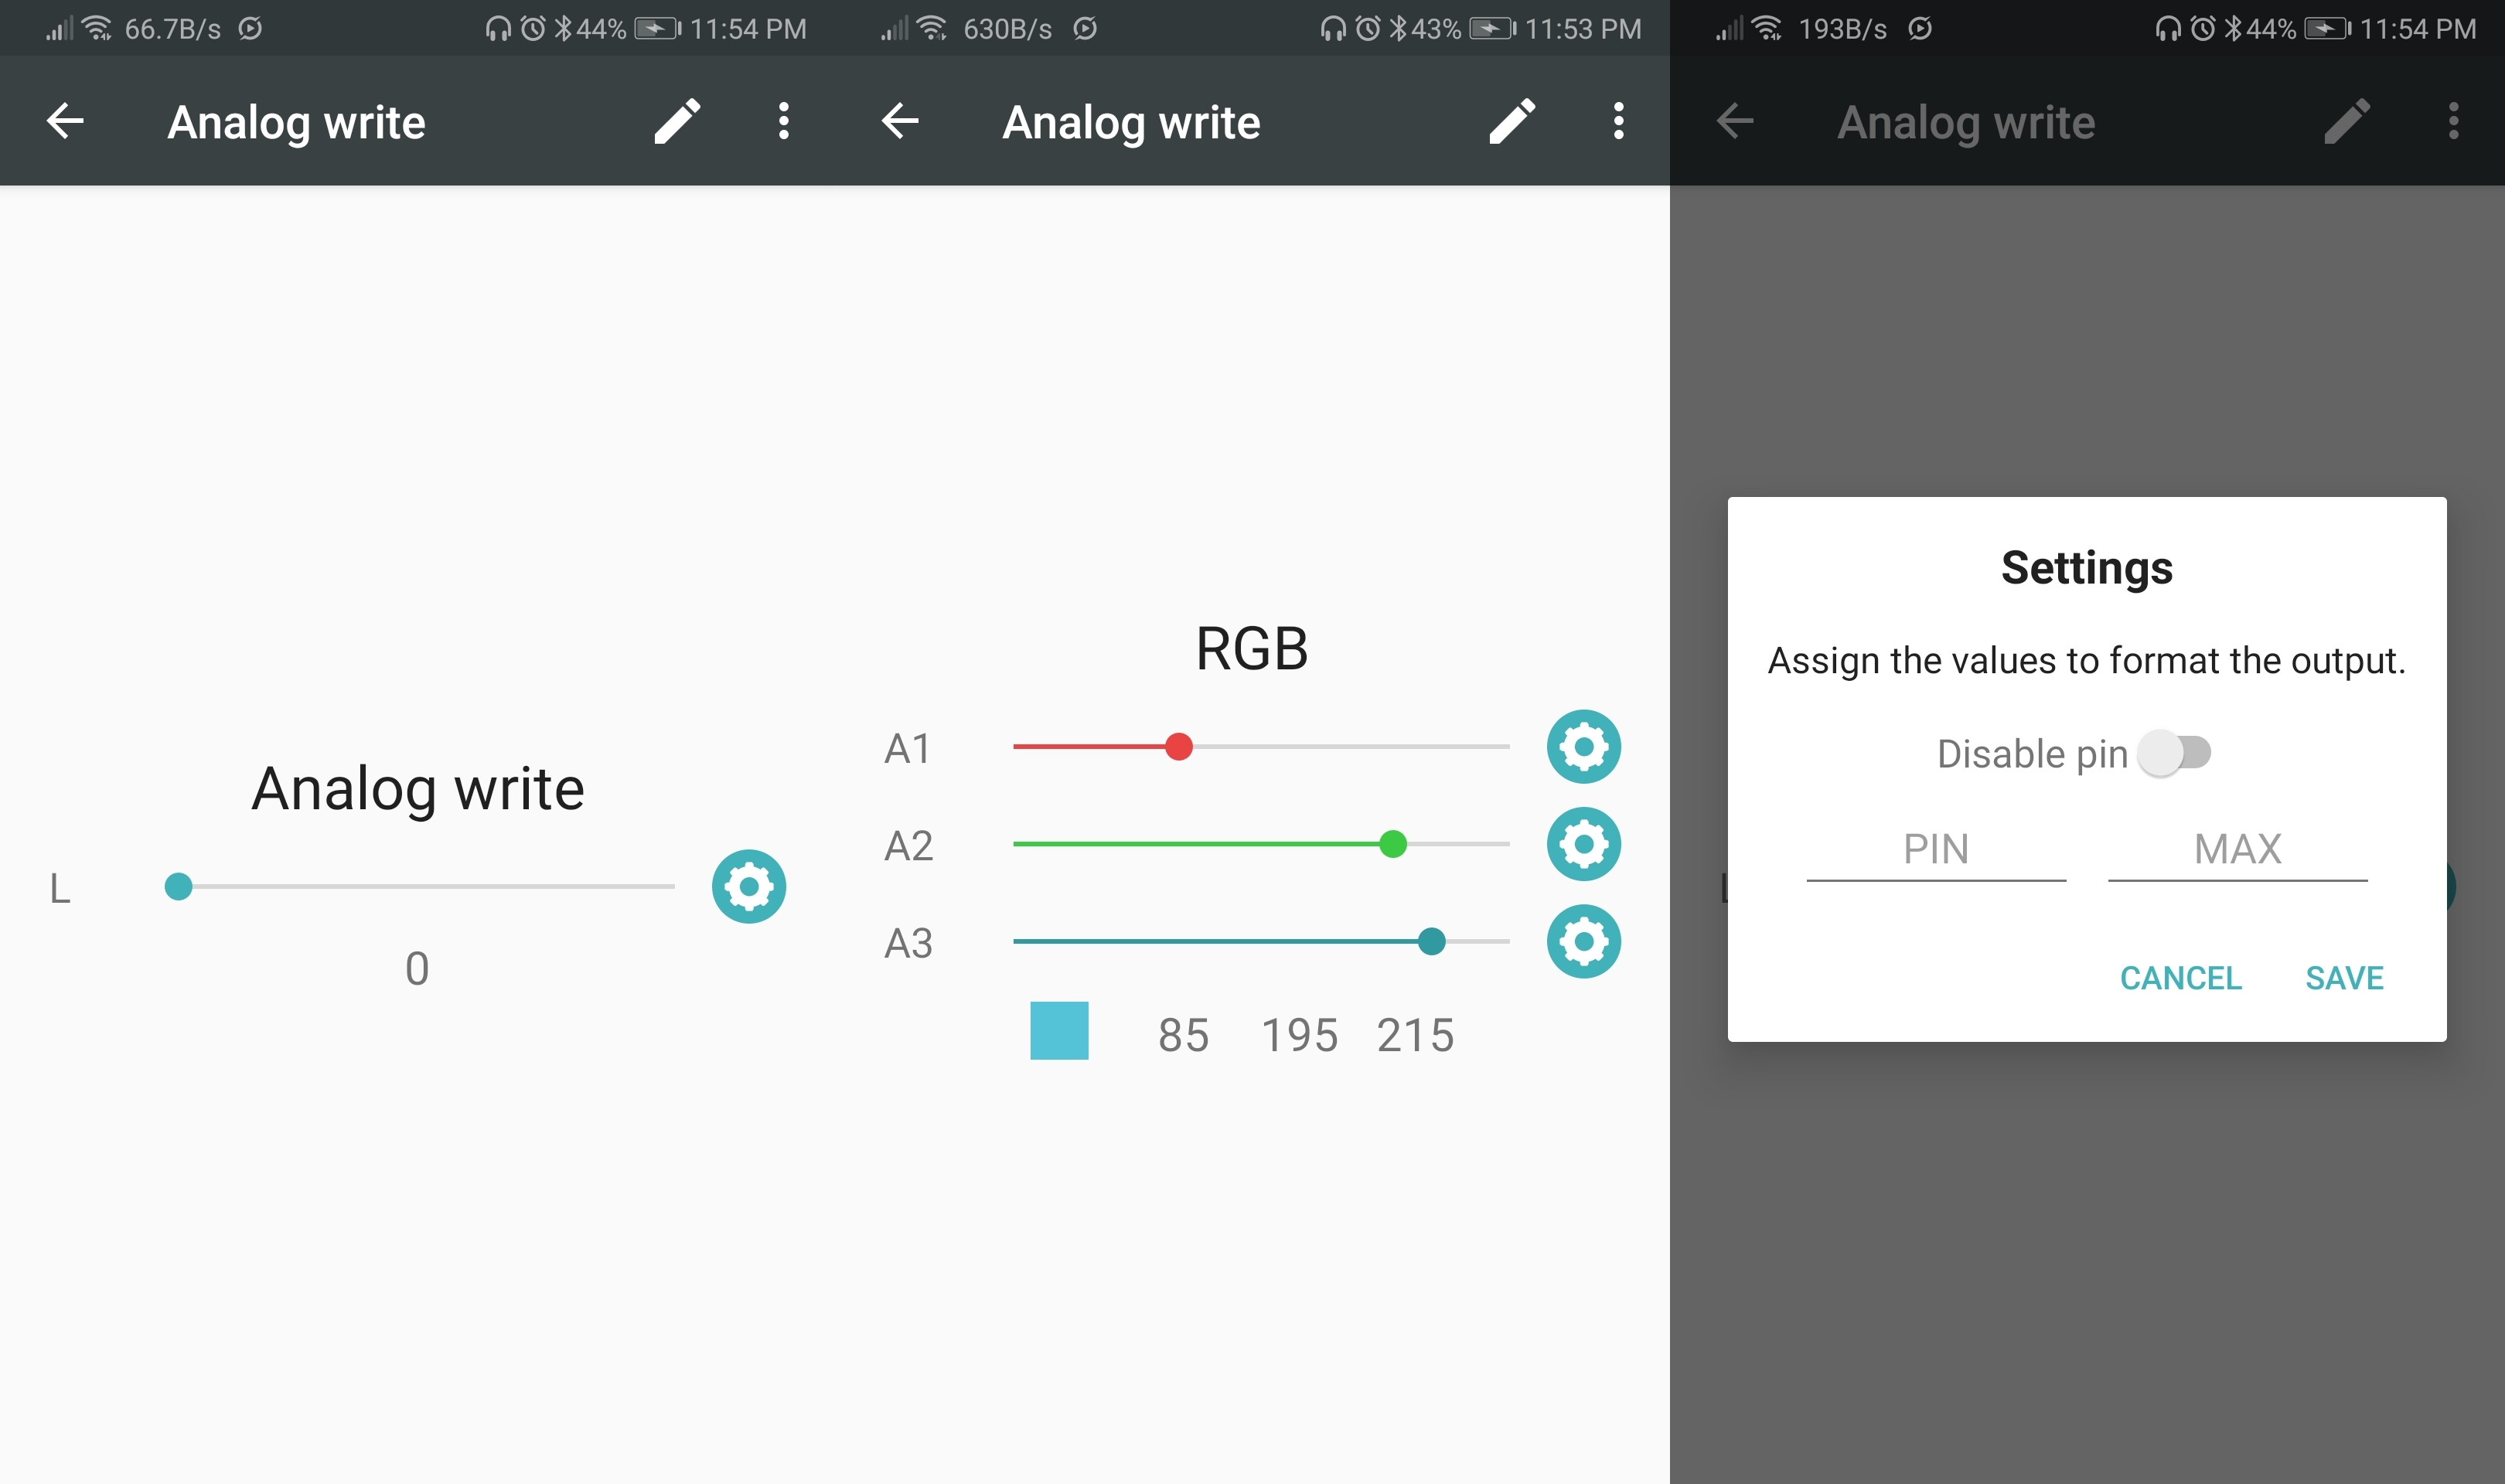 66.7B/s 44% 11:54 PM
Analog write
Analog write
L
0
630B/s 43% 11:53 PM
Analog write
RGB
A1
A2
A3
85 195 215
193B/s 44% 11:54 PM
Analog write
Settings
Assign the values to format the output.
Disable pin
PIN MAX
L
CANCEL SAVE